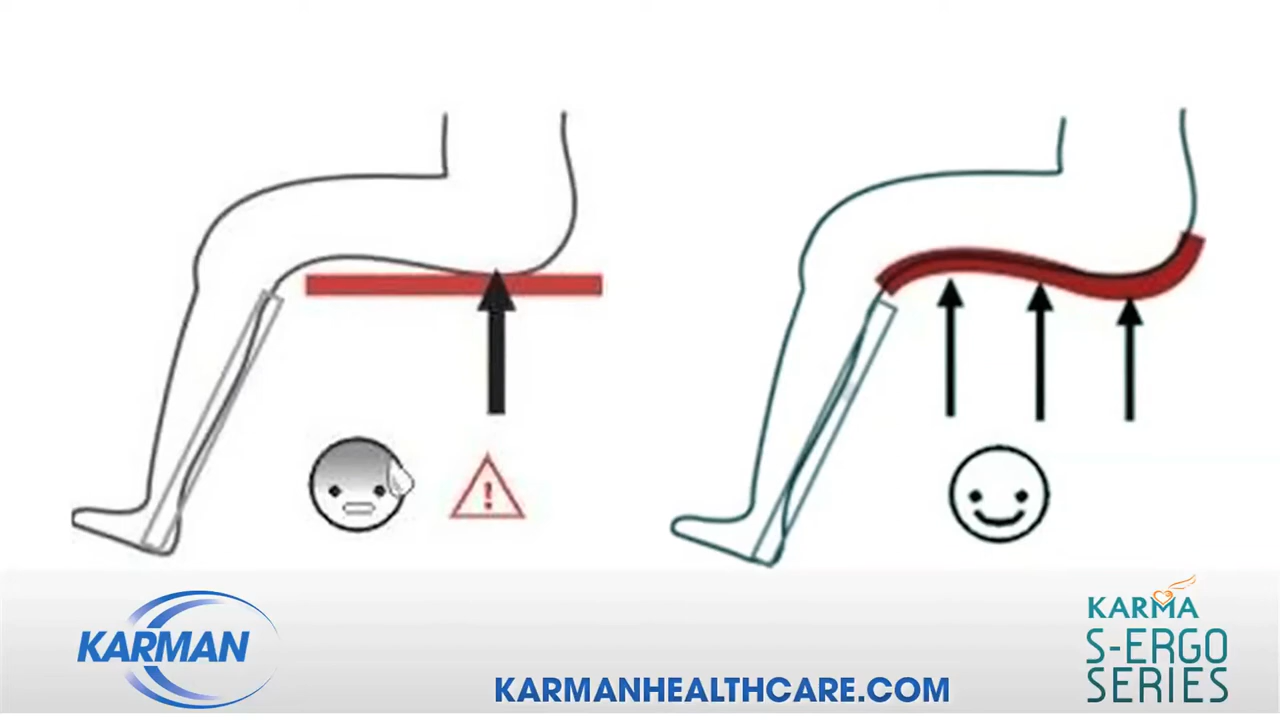 !
KARMAN
KARMANHEALTHCARE.COM
KARMA
S-ERGO
SERIES